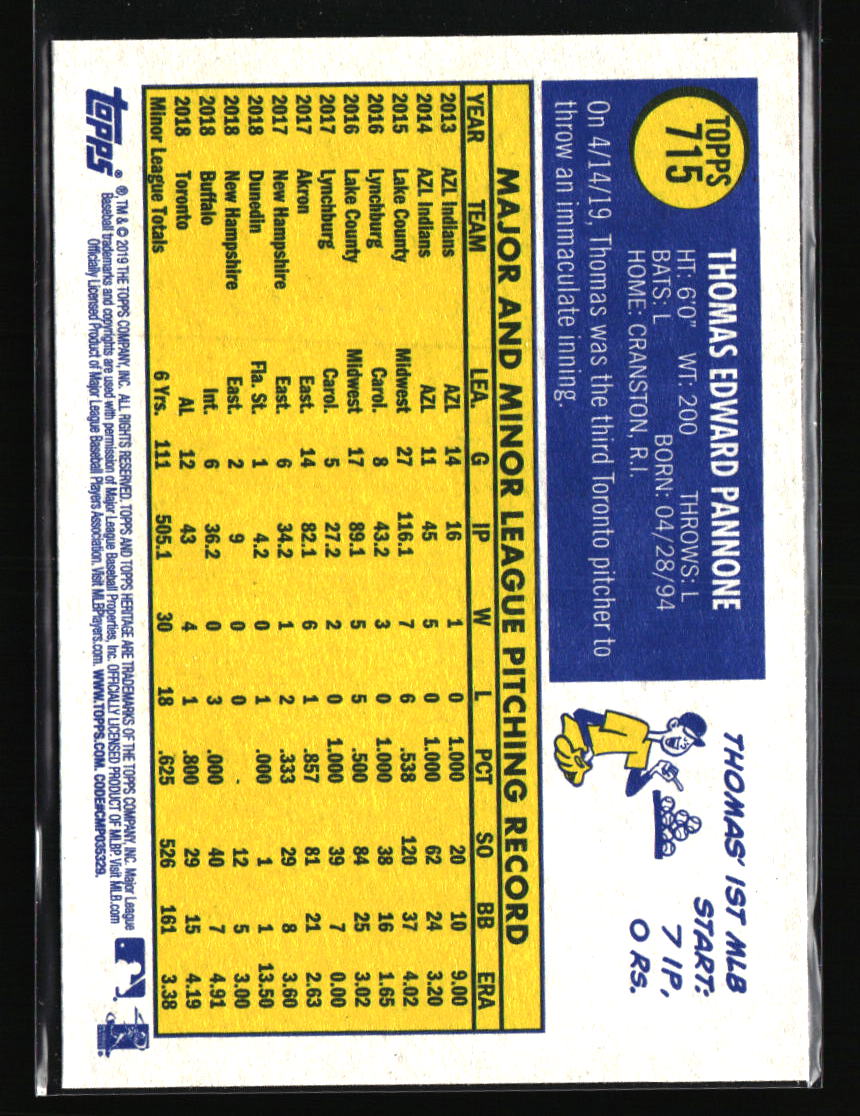 TOPPS
715
THOMAS EDWARD PANNONE
HT: 6'0" WT: 200 THROWS: L
BATS: L BORN: 04/28/94
HOME: CRANSTON, R.I.
On 4/14/19, Thomas was the third Toronto pitcher to
throw an immaculate inning.
THOMAS' 1ST MLB
START:
7 IP,
0 RS.
MAJOR AND MINOR LEAGUE PITCHING RECORD
YEAR TEAM LEA. G IP W L PCT SO BB ERA
2013 AZL Indians AZL 14 16 1 0 1.000 20 10 9.00
2014 AZL Indians AZL 11 45 5 0 1.000 62 24 3.20
2015 Lake County Midwest 27 116.1 7 6 .538 120 37 4.02
2016 Lynchburg Carol. 8 43.2 3 0 1.000 38 16 1.65
2016 Lake County Midwest 17 89.1 5 5 .500 84 25 3.02
2017 Lynchburg Carol. 5 27.2 2 0 1.000 39 7 0.00
2017 Akron East. 14 82.1 6 1 .857 81 21 2.63
2017 New Hampshire East. 6 34.2 1 2 .333 29 8 3.60
2018 Dunedin Fla. St. 1 4.2 0 1 .000 1 1 13.50
2018 New Hampshire East. 2 9 0 0 - 12 5 3.00
2018 Buffalo Int. 6 36.2 0 3 .000 40 7 4.91
2018 Toronto AL 12 43 4 1 .800 29 15 4.19
Minor League Totals 6 Yrs. 111 505.1 30 18 .625 526 161 3.38
topps®
®, TM & © 2019 THE TOPPS COMPANY, INC. ALL RIGHTS RESERVED. TOPPS AND TOPPS HERITAGE ARE TRADEMARKS OF THE TOPPS COMPANY, INC. Major League
Baseball trademarks and copyrights are used with permission of Major League Baseball Properties, Inc. OFFICIALLY LICENSED PRODUCT OF MLBP. Visit MLB.com
Officially Licensed Product of Major League Baseball Players Association. Visit MLBPlayers.com. WWW.TOPPS.COM. CODE#CMP035329.